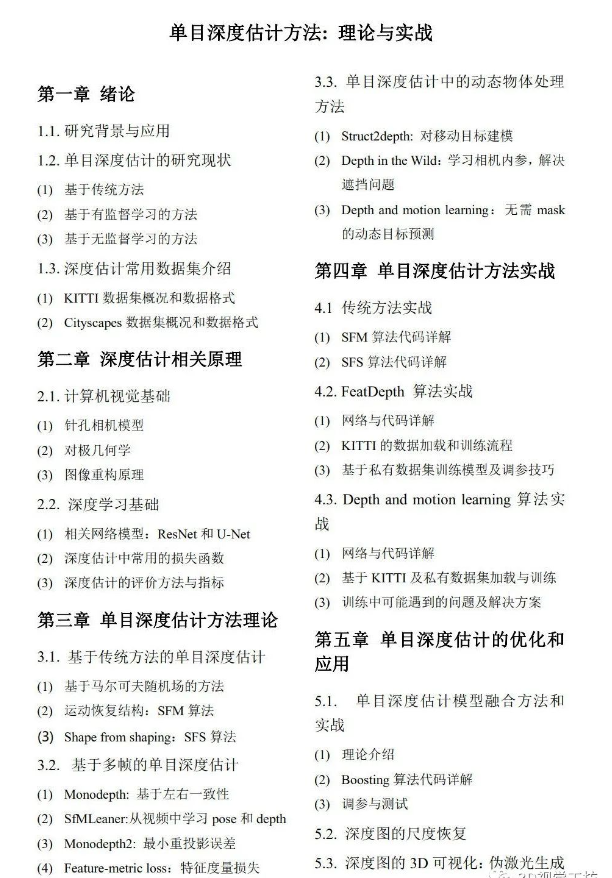 单目深度估计方法: 理论与实战
第一章 绪论
1.1. 研究背景与应用
1.2. 单目深度估计的研究现状
(1) 基于传统方法
(2) 基于有监督学习的方法
(3) 基于无监督学习的方法
1.3. 深度估计常用数据集介绍
(1) KITTI 数据集概况和数据格式
(2) Cityscapes 数据集概况和数据格式
第二章 深度估计相关原理
2.1. 计算机视觉基础
(1) 针孔相机模型
(2) 对极几何学
(3) 图像重构原理
2.2. 深度学习基础
(1) 相关网络模型：ResNet 和 U-Net
(2) 深度估计中常用的损失函数
(3) 深度估计的评价方法与指标
第三章 单目深度估计方法理论
3.1. 基于传统方法的单目深度估计
(1) 基于马尔可夫随机场的方法
(2) 运动恢复结构：SFM 算法
(3) Shape from shaping：SFS 算法
3.2. 基于多帧的单目深度估计
(1) Monodepth: 基于左右一致性
(2) SfMLeaner:从视频中学习 pose 和 depth
(3) Monodepth2: 最小重投影误差
(4) Feature-metric loss：特征度量损失
3.3. 单目深度估计中的动态物体处理
方法
(1) Struct2depth: 对移动目标建模
(2) Depth in the Wild：学习相机内参，解决
遮挡问题
(3) Depth and motion learning：无需 mask
的动态目标预测
第四章 单目深度估计方法实战
4.1 传统方法实战
(1) SFM 算法代码详解
(2) SFS 算法代码详解
4.2. FeatDepth 算法实战
(1) 网络与代码详解
(2) KITTI 的数据加载和训练流程
(3) 基于私有数据集训练模型及调参技巧
4.3. Depth and motion learning 算法实
战
(1) 网络与代码详解
(2) 基于 KITTI 及私有数据集加载与训练
(3) 训练中可能遇到的问题及解决方案
第五章 单目深度估计的优化和
应用
5.1. 单目深度估计模型融合方法和
实战
(1) 理论介绍
(2) Boosting 算法代码详解
(3) 调参与测试
5.2. 深度图的尺度恢复
5.3. 深度图的 3D 可视化：伪激光生成